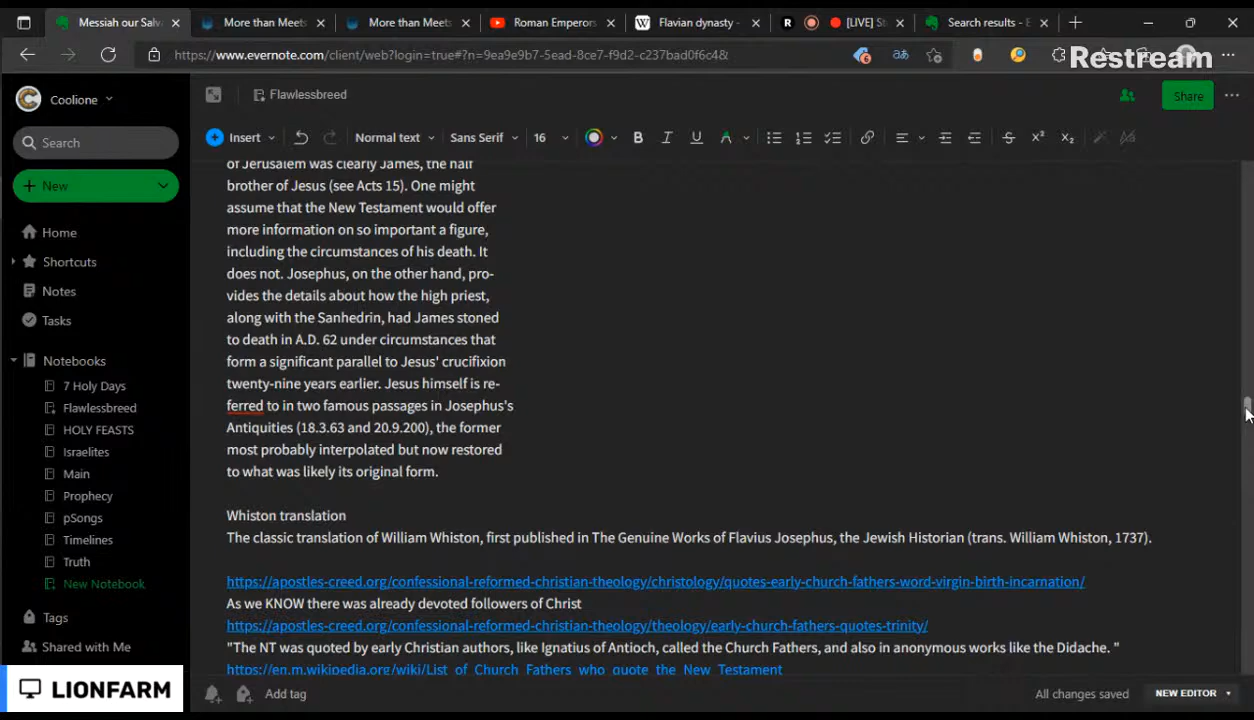 Messiah our Salv
More than Meets
More than Meets
Roman Emperors
Flavian dynasty -
[LIVE] St
Search results - E
https://www.evernote.com/client/web?login=true#?n=9ea9e9b7-5ead-8ce7-f9d2-c237bad0f6c4&
6
Restream
Coolione
Flawlessbreed
Share
Search
Insert
Normal text
Sans Serif
16
New
Home
Shortcuts
Notes
Tasks
Notebooks
7 Holy Days
Flawlessbreed
HOLY FEASTS
Israelites
Main
Prophecy
pSongs
Timelines
Truth
New Notebook
Tags
Shared with Me
of Jerusalem was clearly James, the half
brother of Jesus (see Acts 15). One might
assume that the New Testament would offer
more information on so important a figure,
including the circumstances of his death. It
does not. Josephus, on the other hand, pro-
vides the details about how the high priest,
along with the Sanhedrin, had James stoned
to death in A.D. 62 under circumstances that
form a significant parallel to Jesus' crucifixion
twenty-nine years earlier. Jesus himself is re-
ferred to in two famous passages in Josephus's
Antiquities (18.3.63 and 20.9.200), the former
most probably interpolated but now restored
to what was likely its original form.
Whiston translation
The classic translation of William Whiston, first published in The Genuine Works of Flavius Josephus, the Jewish Historian (trans. William Whiston, 1737).
https://apostles-creed.org/confessional-reformed-christian-theology/christology/quotes-early-church-fathers-word-virgin-birth-incarnation/
As we KNOW there was already devoted followers of Christ
https://apostles-creed.org/confessional-reformed-christian-theology/theology/early-church-fathers-quotes-trinity/
"The NT was quoted by early Christian authors, like Ignatius of Antioch, called the Church Fathers, and also in anonymous works like the Didache. "
https://en.m.wikipedia.org/wiki/List_of_Church_Fathers_who_quote_the_New_Testament
LIONFARM
Add tag
All changes saved
NEW EDITOR